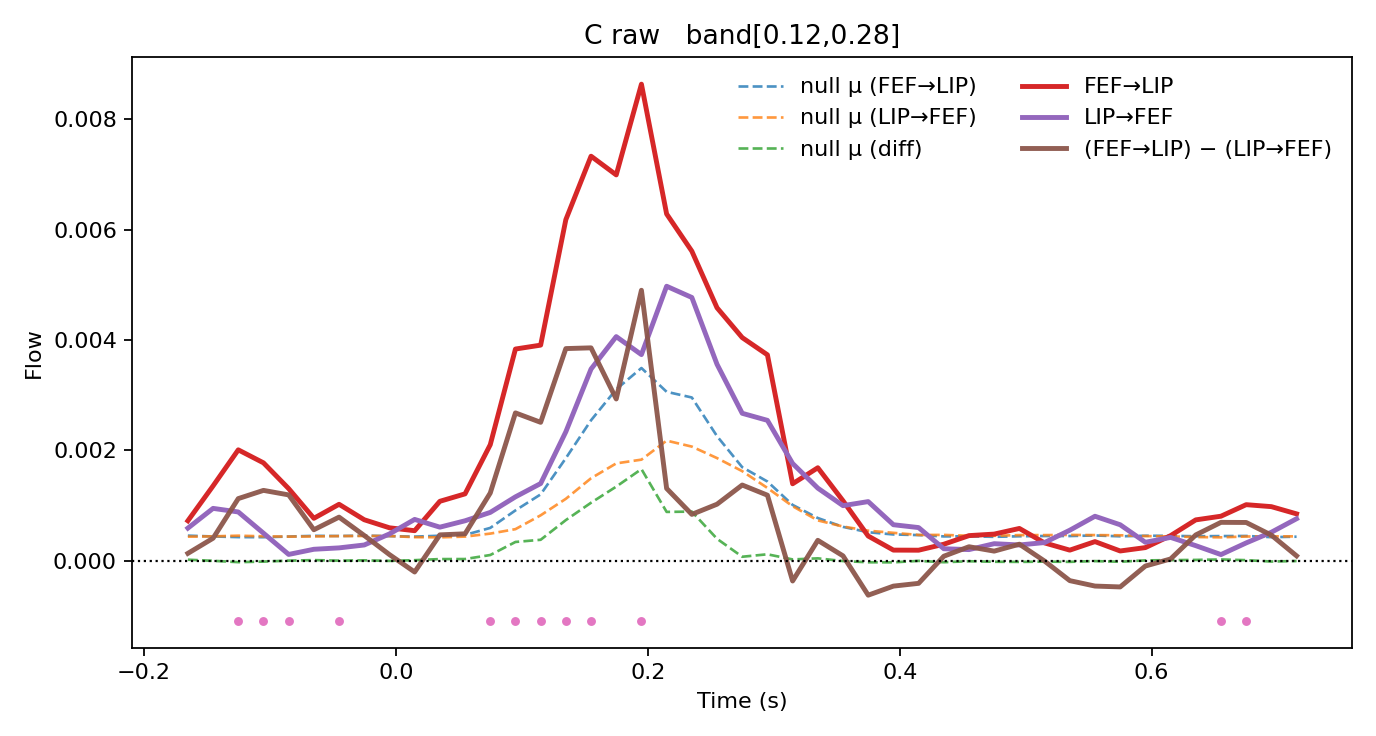 C raw   band[0.12,0.28]
null μ (FEF→LIP)
null μ (LIP→FEF)
null μ (diff)
FEF→LIP
LIP→FEF
(FEF→LIP) − (LIP→FEF)
Flow
0.008
0.006
0.004
0.002
0.000
−0.2
0.0
0.2
0.4
0.6
Time (s)